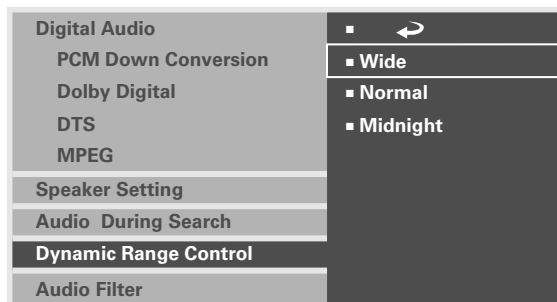 Digital Audio
PCM Down Conversion
Dolby Digital
DTS
MPEG
Speaker Setting
Audio During Search
Dynamic Range Control
Audio Filter
Wide
Normal
Midnight